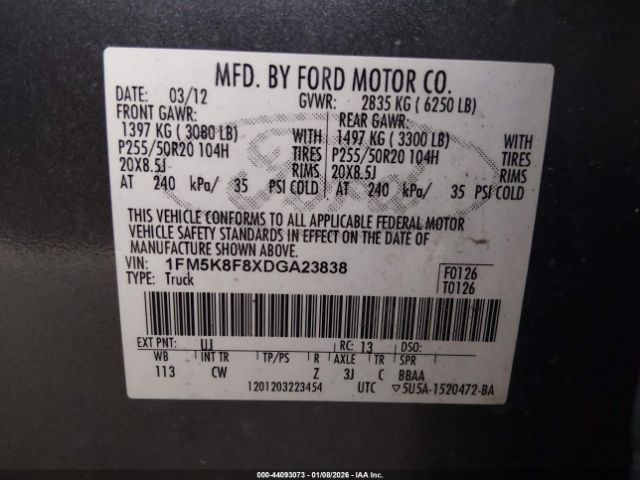 MFD. BY FORD MOTOR CO.
DATE: 03/12 GVWR: 2835 KG ( 6250 LB)
FRONT GAWR: REAR GAWR:
1397 KG ( 3080 LB) WITH 1497 KG ( 3300 LB) WITH
P255/50R20 104H TIRES P255/50R20 104H TIRES
20X8.5J RIMS 20X8.5J RIMS
AT 240 kPa/ 35 PSI COLD AT 240 kPa/ 35 PSI COLD
Ford
THIS VEHICLE CONFORMS TO ALL APPLICABLE FEDERAL MOTOR
VEHICLE SAFETY STANDARDS IN EFFECT ON THE DATE OF
MANUFACTURE SHOWN ABOVE.
VIN: 1FM5K8F8XDGA23838 F0126
TYPE: Truck T0126
EXT PNT: UJ RC: 13 DSO:
WB INT TR TP/PS R AXLE TR SPR
113 CW Z 3J C BBAA
1201203223454 UTC ▽5U5A-1520472-BA
000-44093073 | 01/08/2026 | IAA Inc.